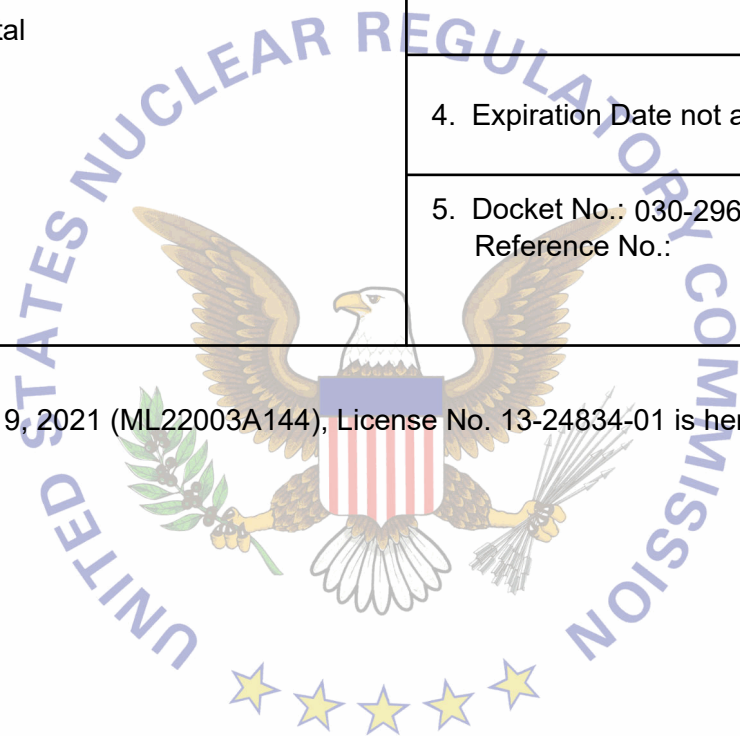 tal
4. Expiration Date not a
5. Docket No.: 030-296
Reference No.:
9, 2021 (ML22003A144), License No. 13-24834-01 is her
UNITED STATES NUCLEAR REGULATORY COMMISSION